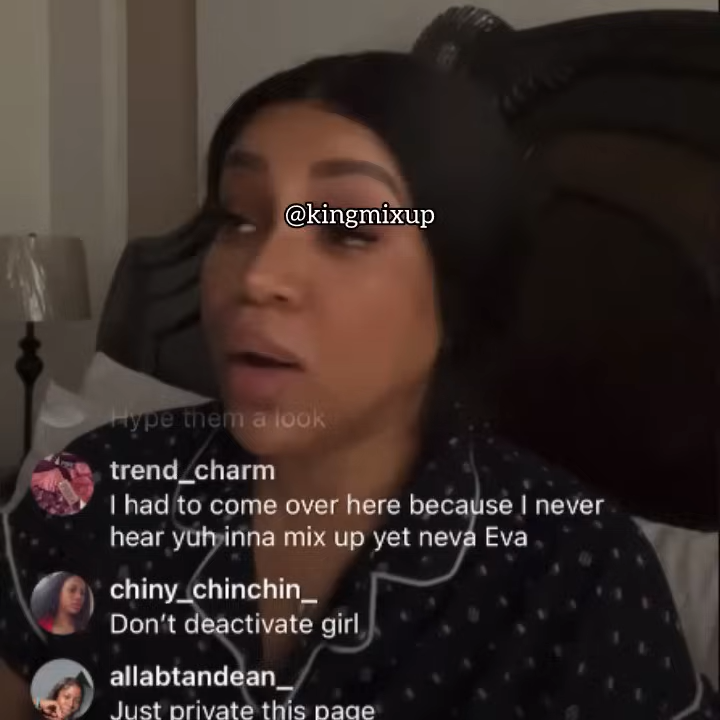 @kingmixup
Hype them a look
trend_charm
I had to come over here because I never
hear yuh inna mix up yet neva Eva
chiny_chinchin_
Don't deactivate girl
allabtandean_
Just private this page